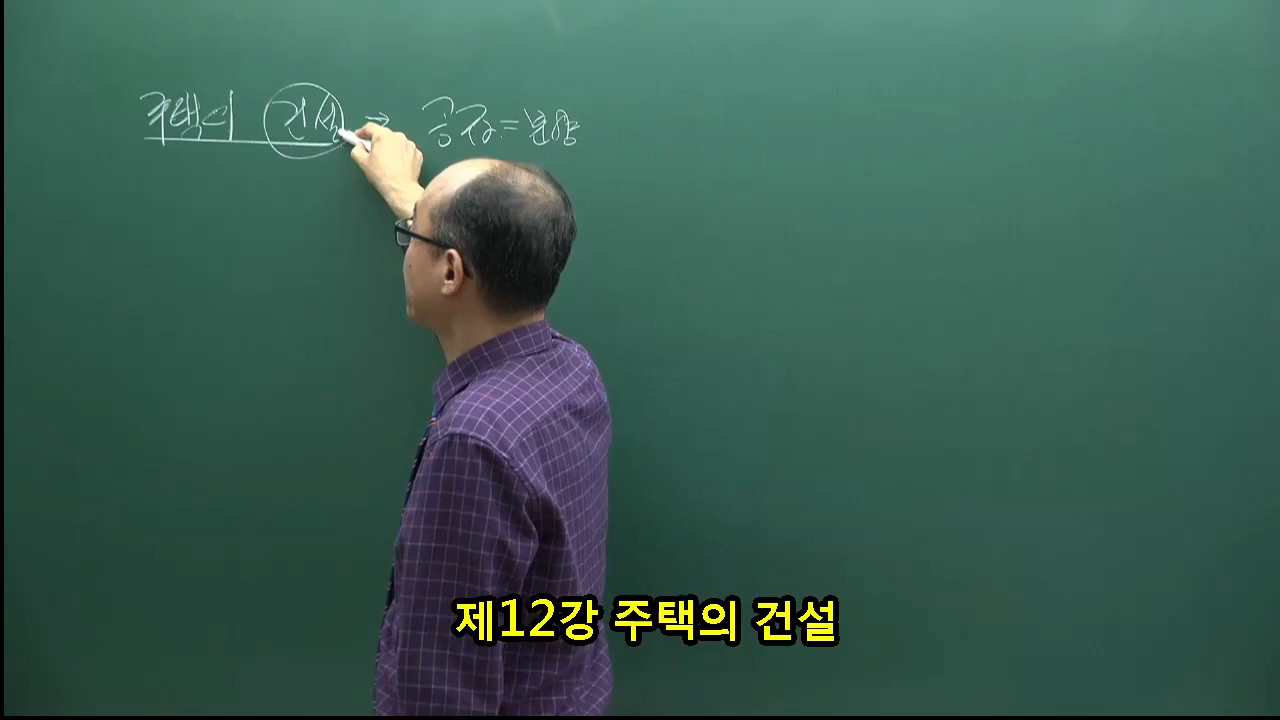 주택의 건설 → 공급 = 분양
제12강 주택의 건설